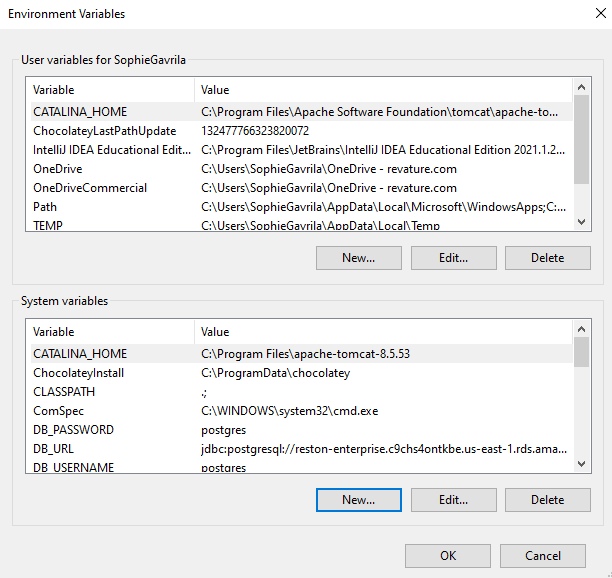 Environment Variables
User variables for SophieGavrila
Variable Value
CATALINA_HOME C:\Program Files\Apache Software Foundation\tomcat\apache-to...
ChocolateyLastPathUpdate 132477766323820072
IntelliJ IDEA Educational Edit... C:\Program Files\JetBrains\IntelliJ IDEA Educational Edition 2021.1.2...
OneDrive C:\Users\SophieGavrila\OneDrive - revature.com
OneDriveCommercial C:\Users\SophieGavrila\OneDrive - revature.com
Path C:\Users\SophieGavrila\AppData\Local\Microsoft\WindowsApps;C:...
TEMP C:\Users\SophieGavrila\AppData\Local\Temp
New... Edit... Delete
System variables
Variable Value
CATALINA_HOME C:\Program Files\apache-tomcat-8.5.53
ChocolateyInstall C:\ProgramData\chocolatey
CLASSPATH .;
ComSpec C:\WINDOWS\system32\cmd.exe
DB_PASSWORD postgres
DB_URL jdbc:postgresql://reston-enterprise.c9chs4ontkbe.us-east-1.rds.ama...
DB_USERNAME postgres
New... Edit... Delete
OK Cancel